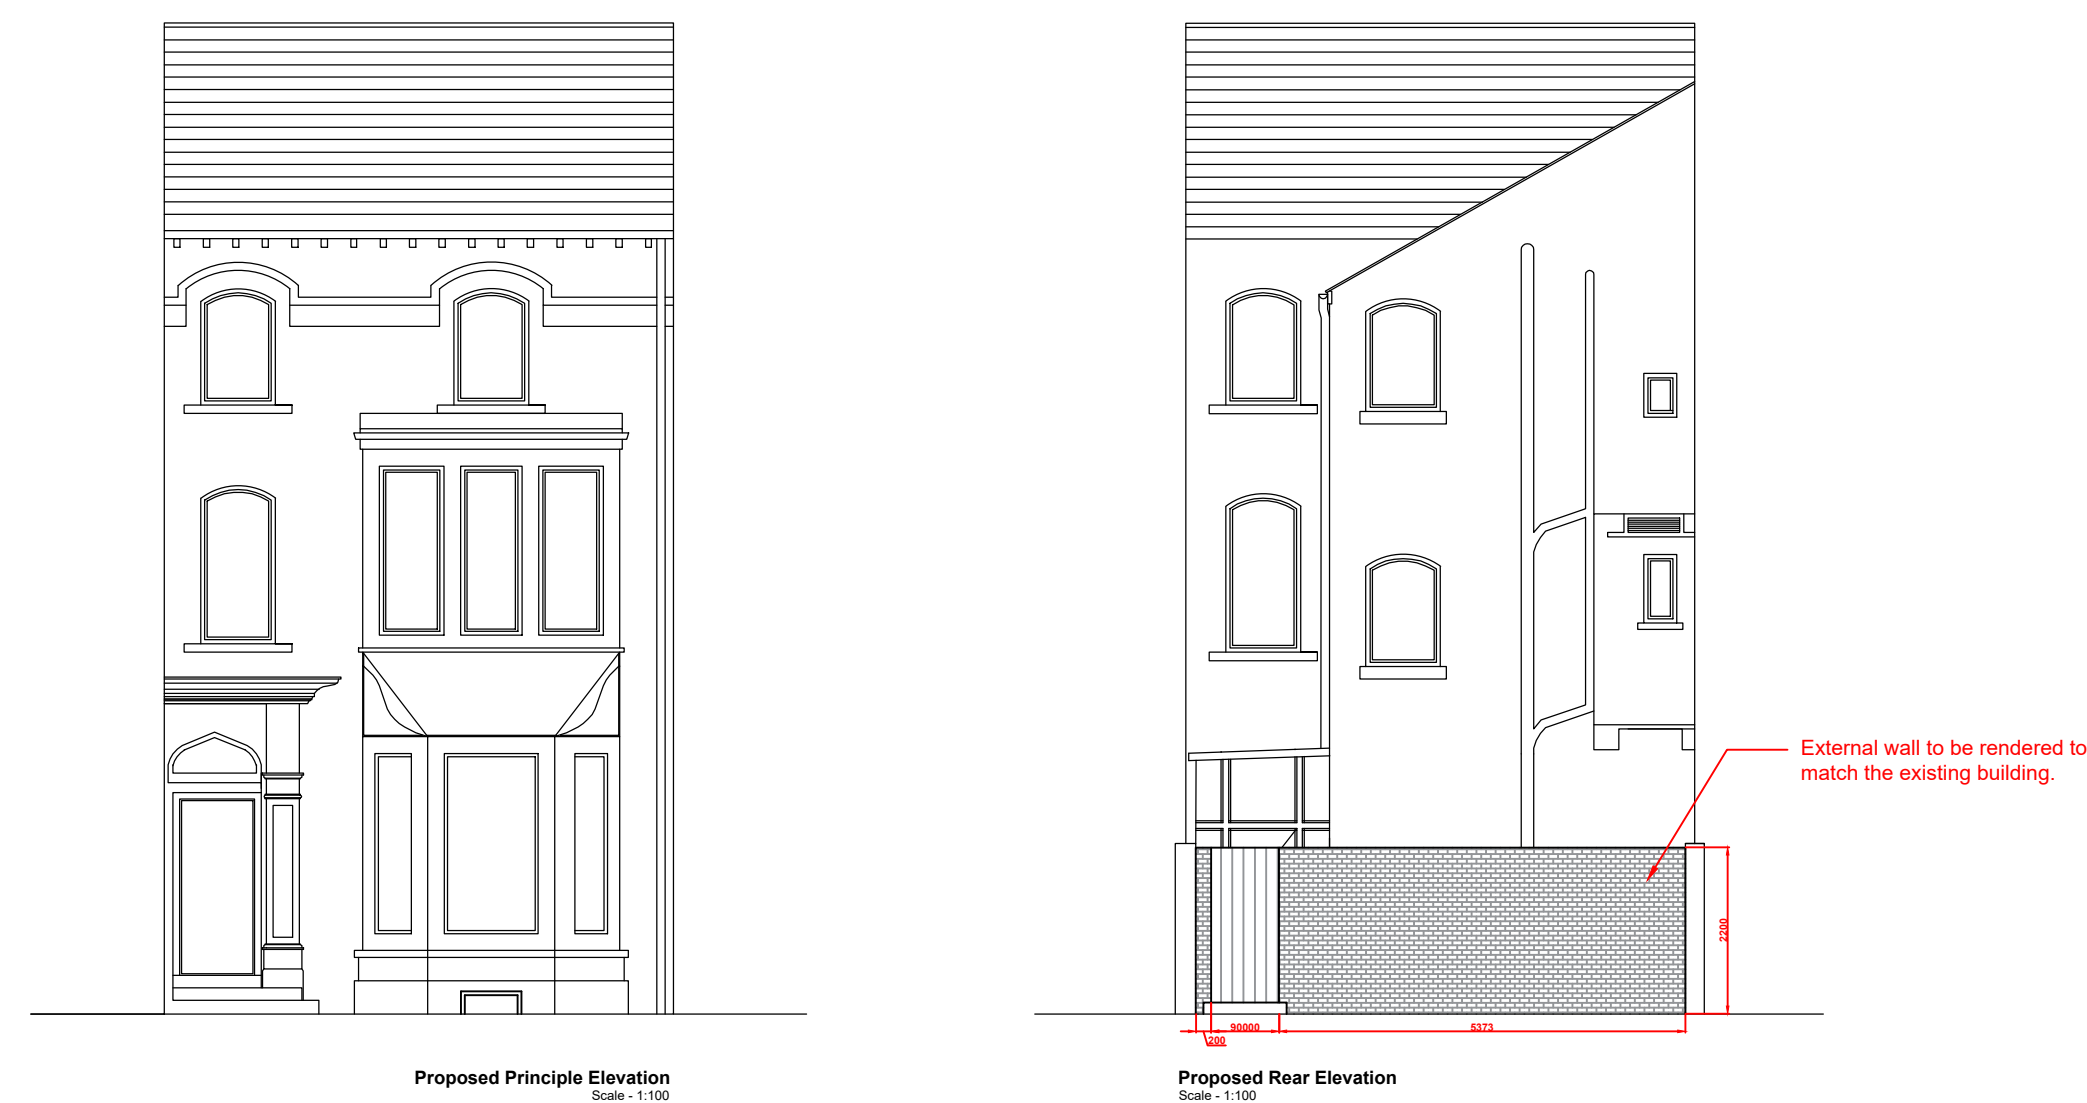 External wall to be rendered to
match the existing building.
2200
90000
5373
200
Proposed Principle Elevation
Scale - 1:100
Proposed Rear Elevation
Scale - 1:100